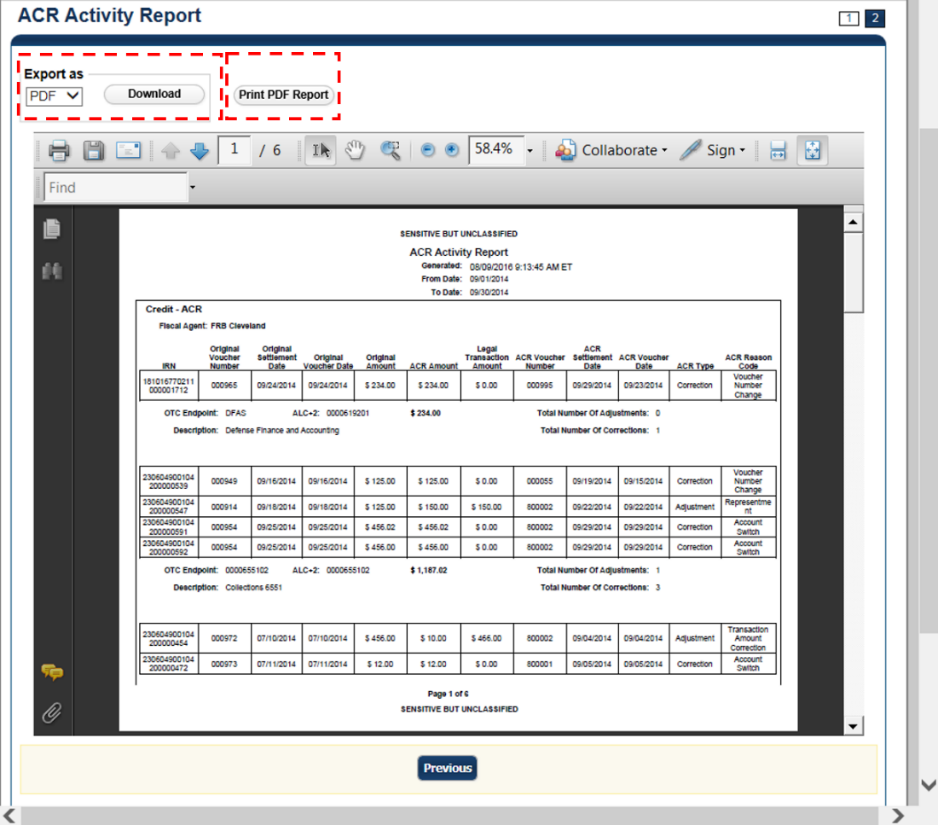 ACR Activity Report
1 2
Export as
PDF Download Print PDF Report
1 / 6 58.4% Collaborate Sign
Find
SENSITIVE BUT UNCLASSIFIED
ACR Activity Report
Generated: 08/09/2016 9:13:45 AM ET
From Date: 09/01/2014
To Date: 09/30/2014
Credit - ACR
Fiscal Agent: FRB Cleveland
IRN Original Voucher Number Original Settlement Date Original Voucher Date Original Amount ACR Amount Legal Transaction Amount ACR Voucher Number ACR Settlement Date ACR Voucher Date ACR Type ACR Reason Code
181016770211 000001712 000965 09/24/2014 09/24/2014 $ 234.00 $ 234.00 $ 0.00 000995 09/29/2014 09/23/2014 Correction Voucher Number Change
OTC Endpoint: DFAS ALC+2: 0000619201 $ 234.00 Total Number Of Adjustments: 0
Description: Defense Finance and Accounting Total Number Of Corrections: 1
230604900104 200000539 000949 09/16/2014 09/16/2014 $ 125.00 $ 125.00 $ 0.00 000055 09/19/2014 09/15/2014 Correction Voucher Number Change
230604900104 200000547 000914 09/18/2014 09/18/2014 $ 125.00 $ 150.00 $ 150.00 800002 09/22/2014 09/22/2014 Adjustment Representme nt
230604900104 200000591 000954 09/25/2014 09/25/2014 $ 456.02 $ 456.02 $ 0.00 800002 09/29/2014 09/29/2014 Correction Account Switch
230604900104 200000592 000954 09/25/2014 09/25/2014 $ 456.00 $ 456.00 $ 0.00 800002 09/29/2014 09/29/2014 Correction Account Switch
OTC Endpoint: 0000655102 ALC+2: 0000655102 $ 1,187.02 Total Number Of Adjustments: 1
Description: Collections 6551 Total Number Of Corrections: 3
230604900104 200000454 000972 07/10/2014 07/10/2014 $ 456.00 $ 10.00 $ 466.00 800002 09/04/2014 09/04/2014 Adjustment Transaction Amount Correction
230604900104 200000472 000973 07/11/2014 07/11/2014 $ 12.00 $ 12.00 $ 0.00 800001 09/05/2014 09/05/2014 Correction Account Switch
Page 1 of 6
SENSITIVE BUT UNCLASSIFIED
Previous